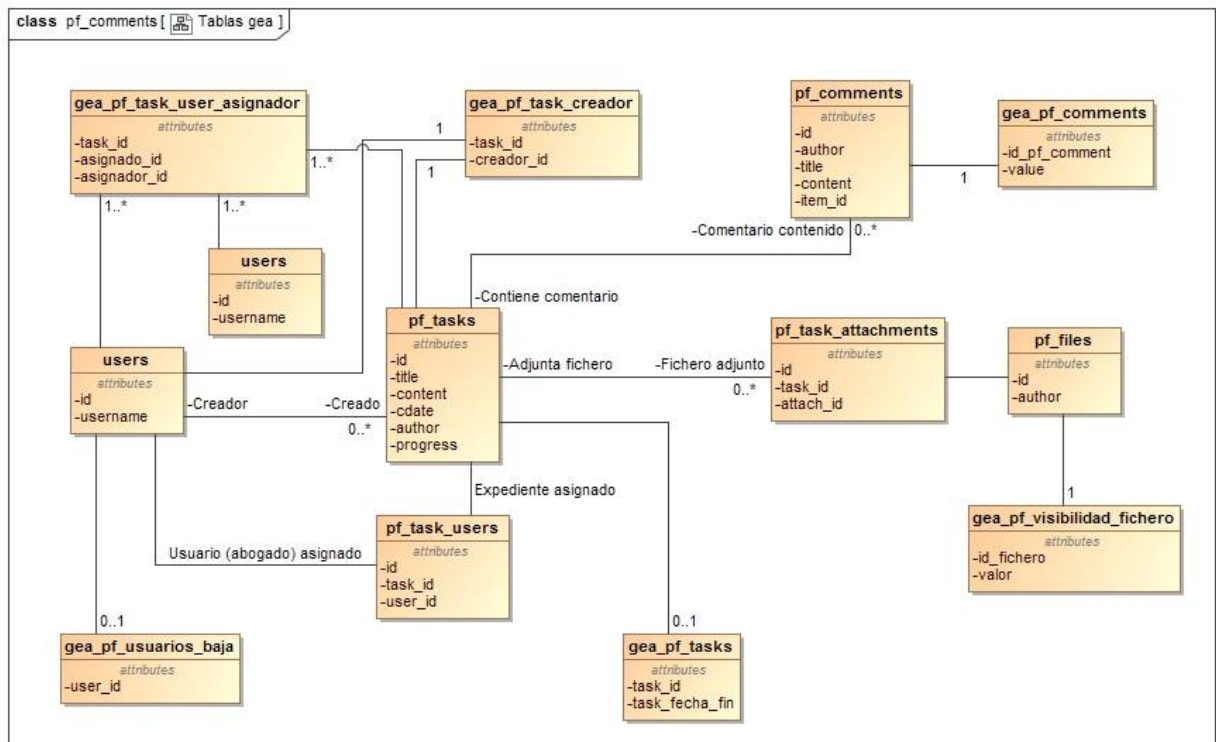 class pf_comments [ Tablas gea ]
gea_pf_task_user_asignador
attributes
-task_id
-asignado_id
-asignador_id
1..*
1..*
1..*
gea_pf_task_creador
attributes
-task_id
-creador_id
1
1
pf_comments
attributes
-id
-author
-title
-content
-item_id
gea_pf_comments
attributes
-id_pf_comment
-value
1
-Comentario contenido
0..*
-Contiene comentario
users
attributes
-id
-username
users
attributes
-id
-username
-Creador
-Creado
0..*
pf_tasks
attributes
-id
-title
-content
-cdate
-author
-progress
-Adjunta fichero
-Fichero adjunto
0..*
pf_task_attachments
attributes
-id
-task_id
-attach_id
pf_files
attributes
-id
-author
1
gea_pf_visibilidad_fichero
attributes
-id_fichero
-valor
Expediente asignado
Usuario (abogado) asignado
pf_task_users
attributes
-id
-task_id
-user_id
0..1
gea_pf_usuarios_baja
attributes
-user_id
0..1
gea_pf_tasks
attributes
-task_id
-task_fecha_fin